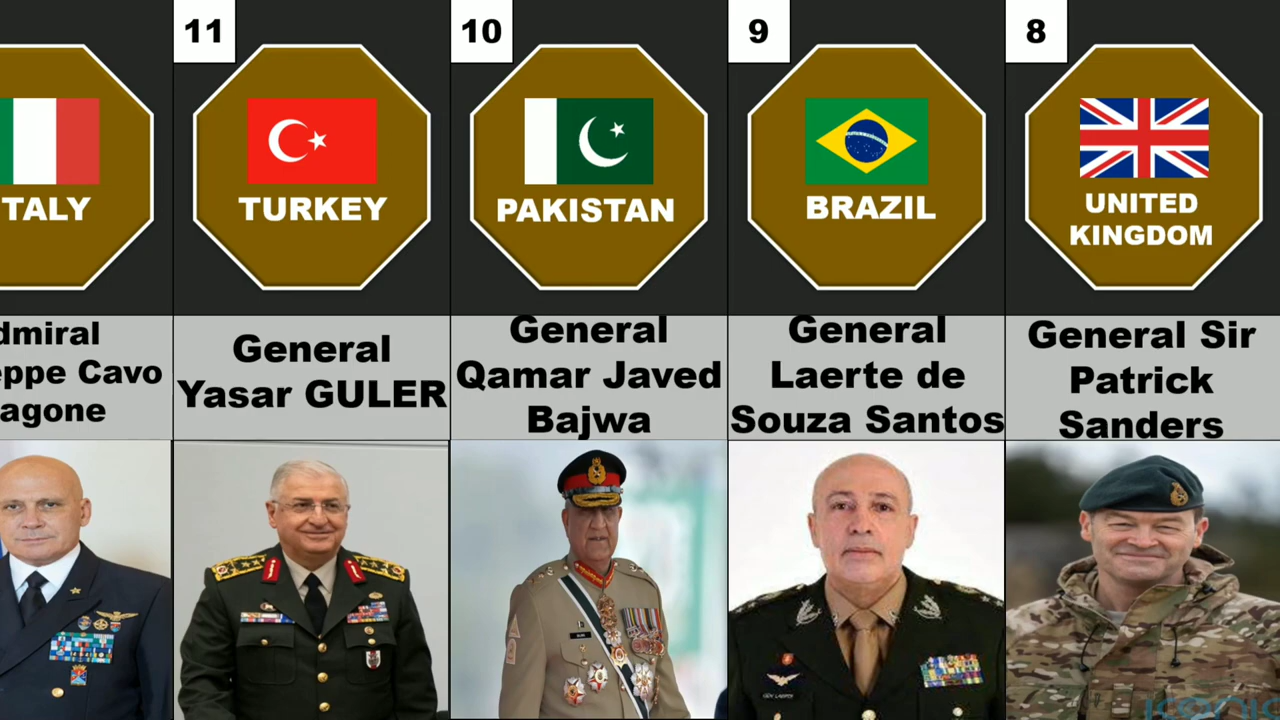 11
10
9
8
TALY
TURKEY
PAKISTAN
BRAZIL
UNITED
KINGDOM
dmiral
eppe Cavo
agone
General
Yasar GULER
General
Qamar Javed
Bajwa
General
Laerte de
Souza Santos
General Sir
Patrick
Sanders